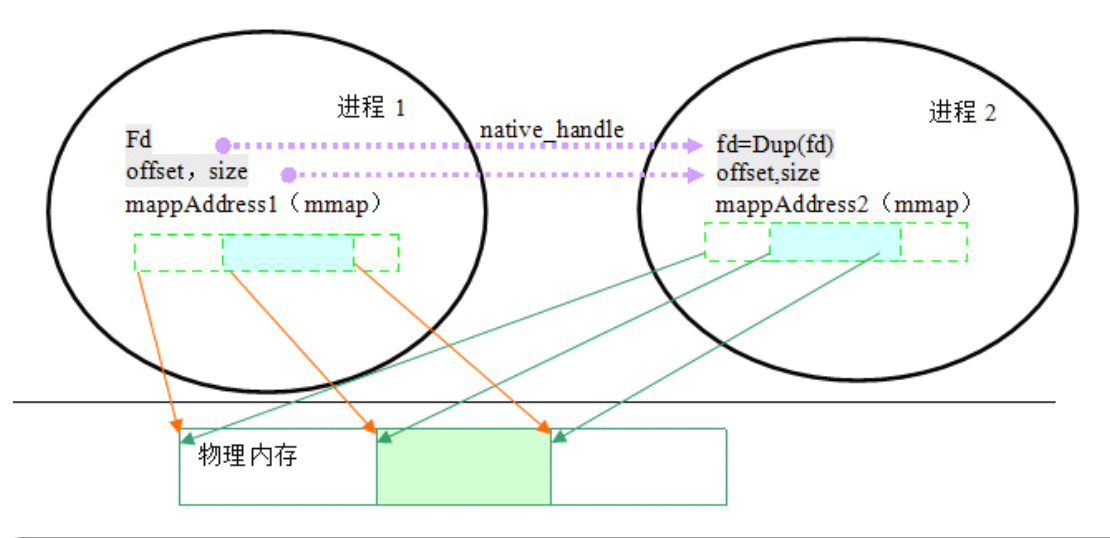 进程 1
Fd
offset，size
mappAddress1（mmap）
native_handle
进程 2
fd=Dup(fd)
offset,size
mappAddress2（mmap）
物理内存